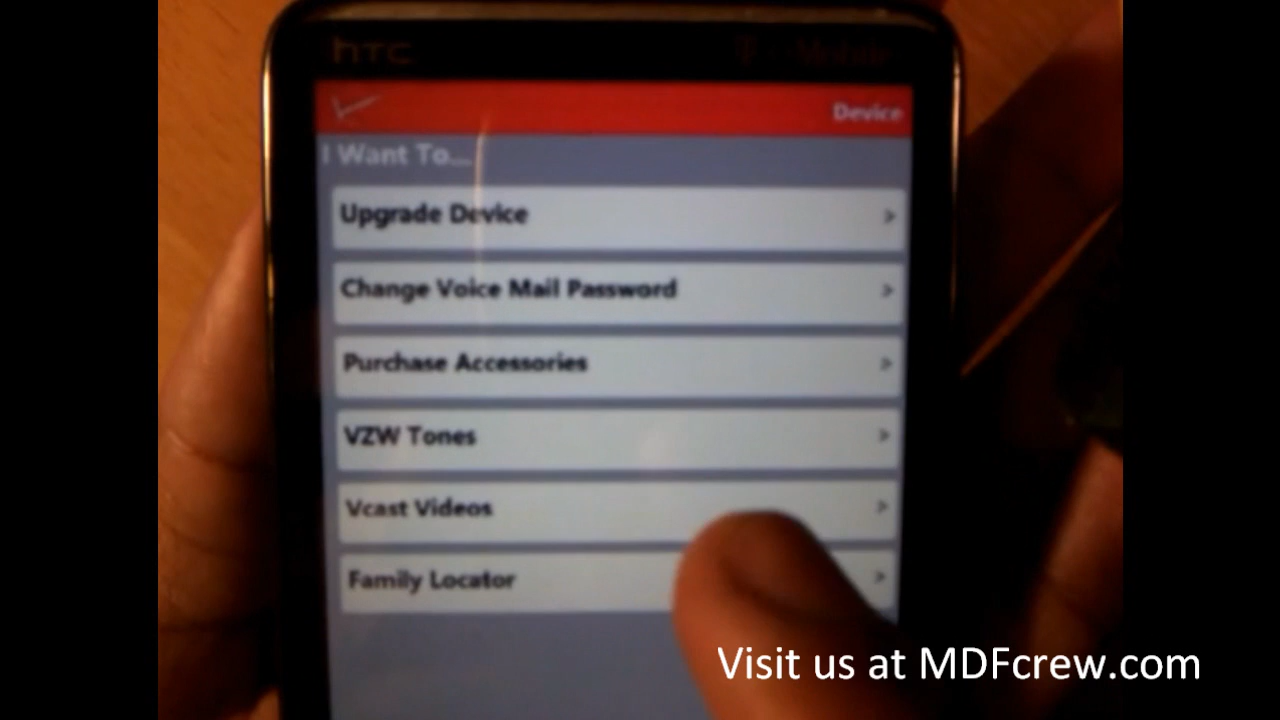 hTC T··Mobile·
Device
I Want To...
Upgrade Device >
Change Voice Mail Password >
Purchase Accessories >
VZW Tones >
Vcast Videos >
Family Locator >
Visit us at MDFcrew.com